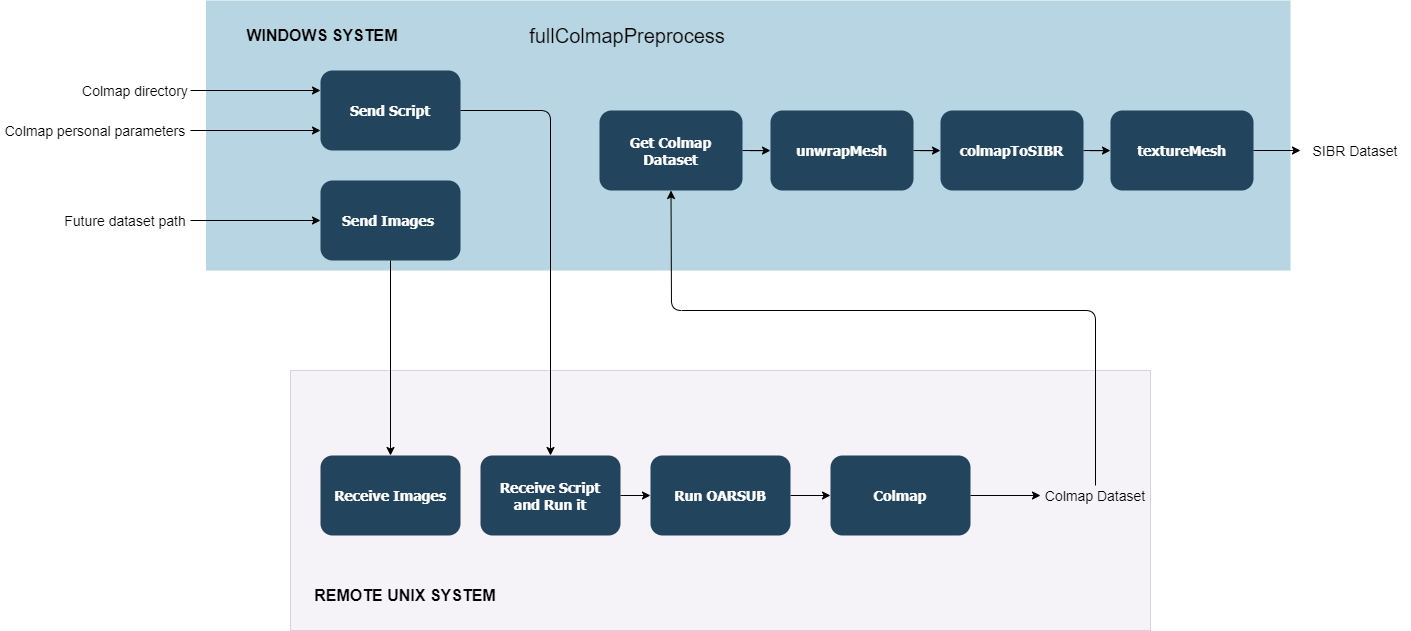 WINDOWS SYSTEM
fullColmapPreprocess
Colmap directory
Colmap personal parameters
Send Script
Future dataset path
Send Images
Get Colmap
Dataset
unwrapMesh
colmapToSIBR
textureMesh
SIBR Dataset
Receive Images
Receive Script
and Run it
Run OARSUB
Colmap
Colmap Dataset
REMOTE UNIX SYSTEM